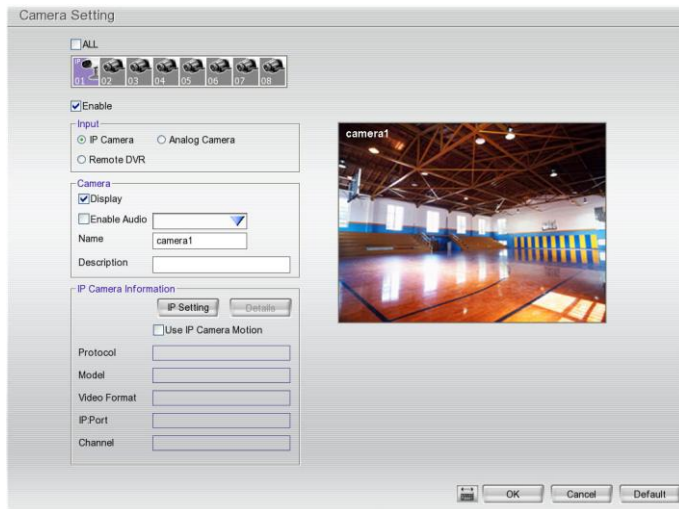 Camera Setting
ALL
IP
01 02 03 04 05 06 07 08
Enable
Input
IP Camera Analog Camera
Remote DVR
Camera
Display
Enable Audio
Name camera1
Description
IP Camera Information
IP Setting Details
Use IP Camera Motion
Protocol
Model
Video Format
IP:Port
Channel
camera1
OK Cancel Default